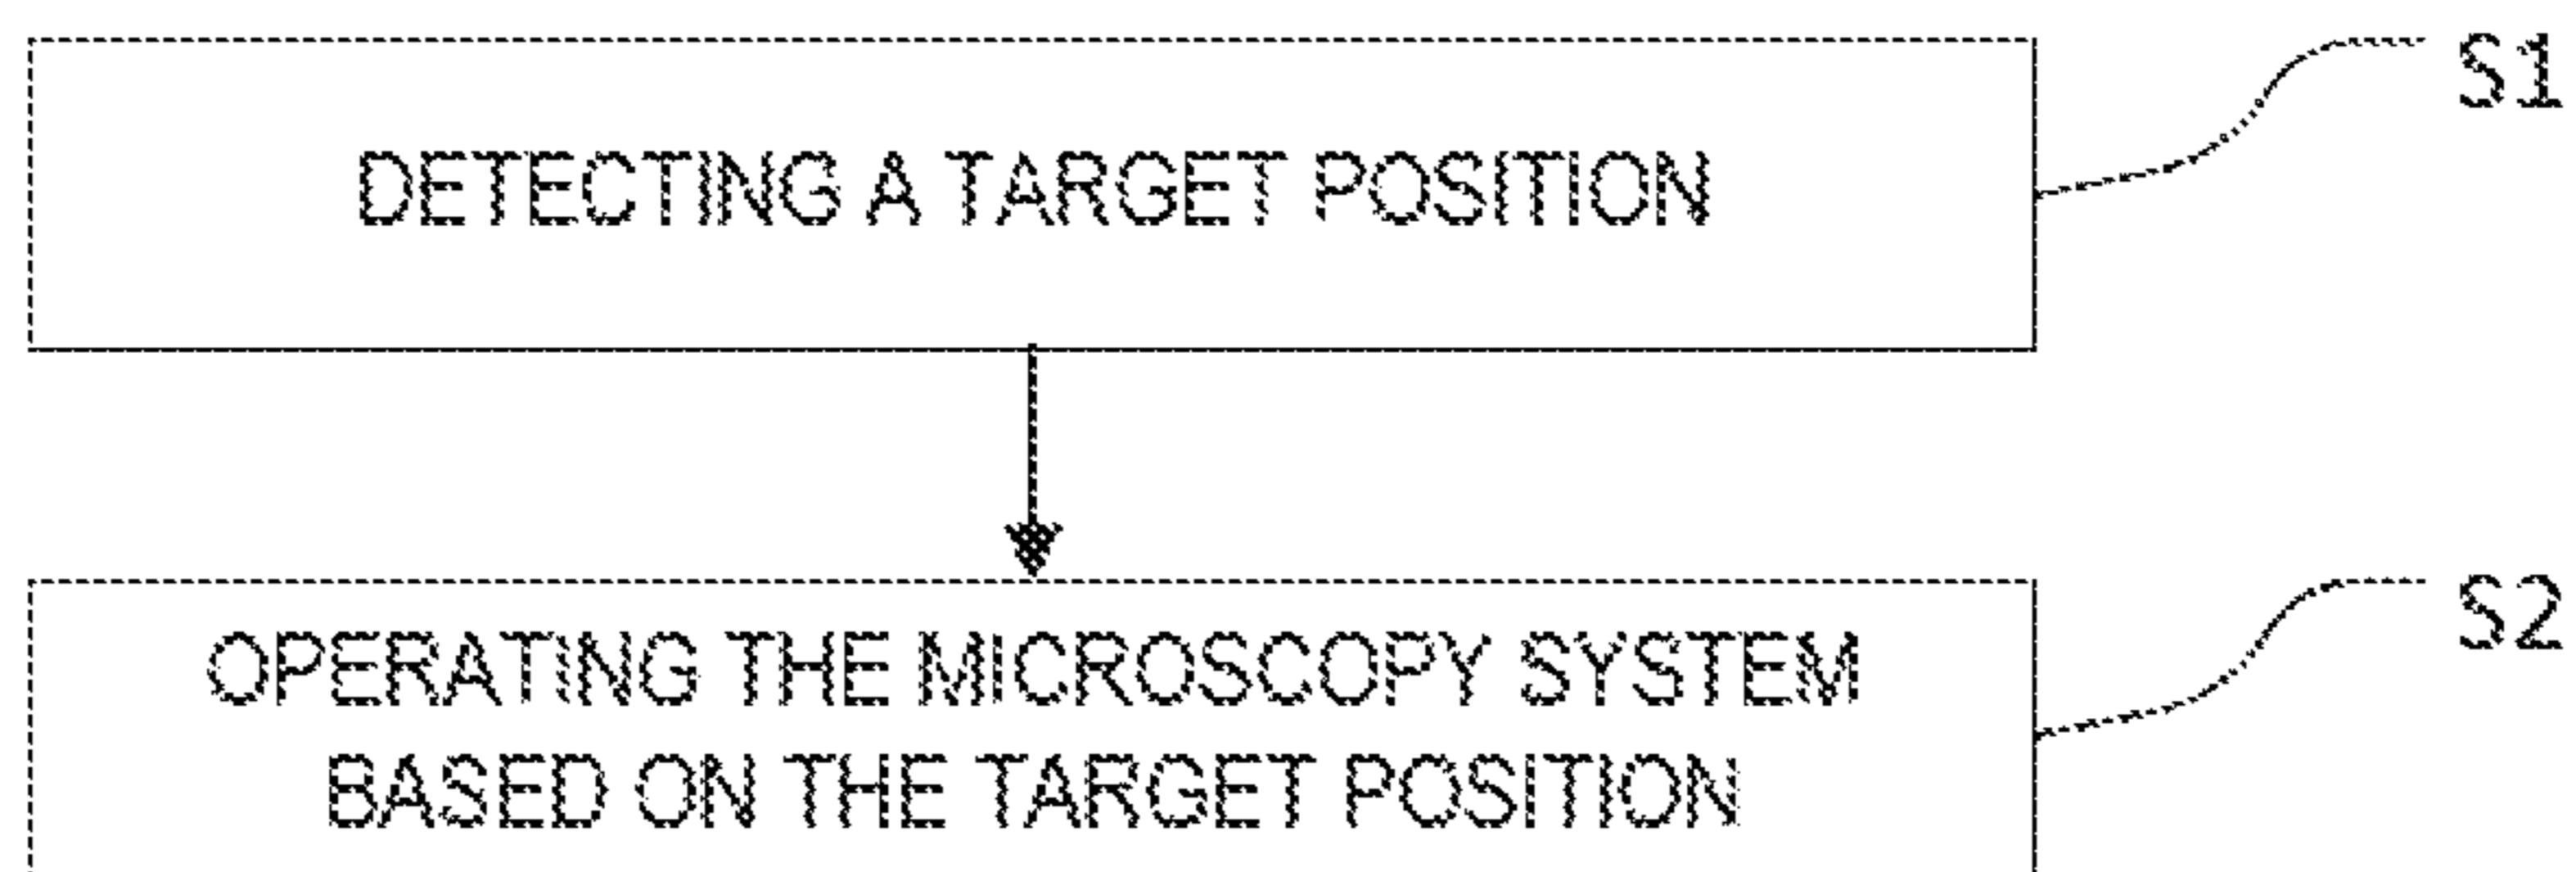 S1
DETECTING A TARGET POSITION
S2
OPERATING THE MICROSCOPY SYSTEM
BASED ON THE TARGET POSITION